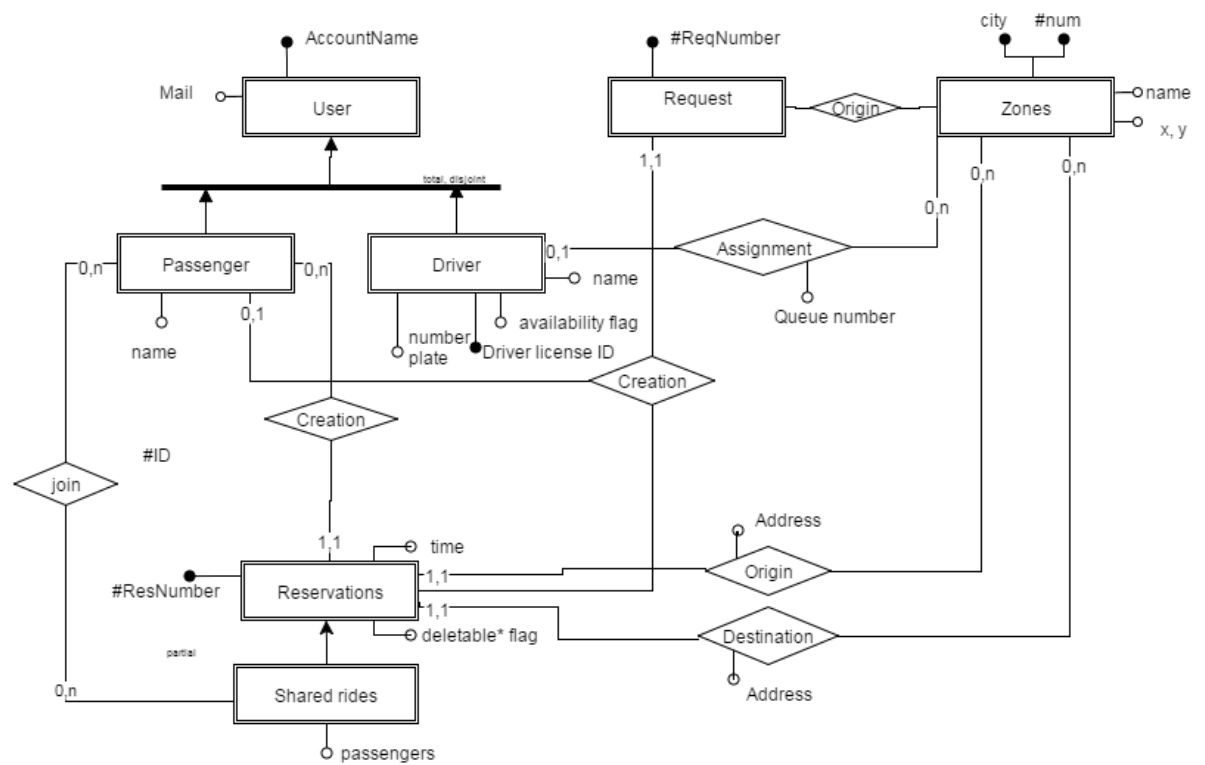 city #num
AccountName #ReqNumber
Mail User Request Origin Zones name
x, y
1,1 0,n 0,n
total, disjoint
0,n
Passenger Driver 0,1 Assignment
0,n 0,n
name
0,1 availability flag Queue number
name number
plate Driver license ID
Creation
Creation
#ID
join
Address
1,1 time
#ResNumber Reservations 1,1 Origin
1,1
deletable* flag Destination
partial
0,n Shared rides Address
passengers